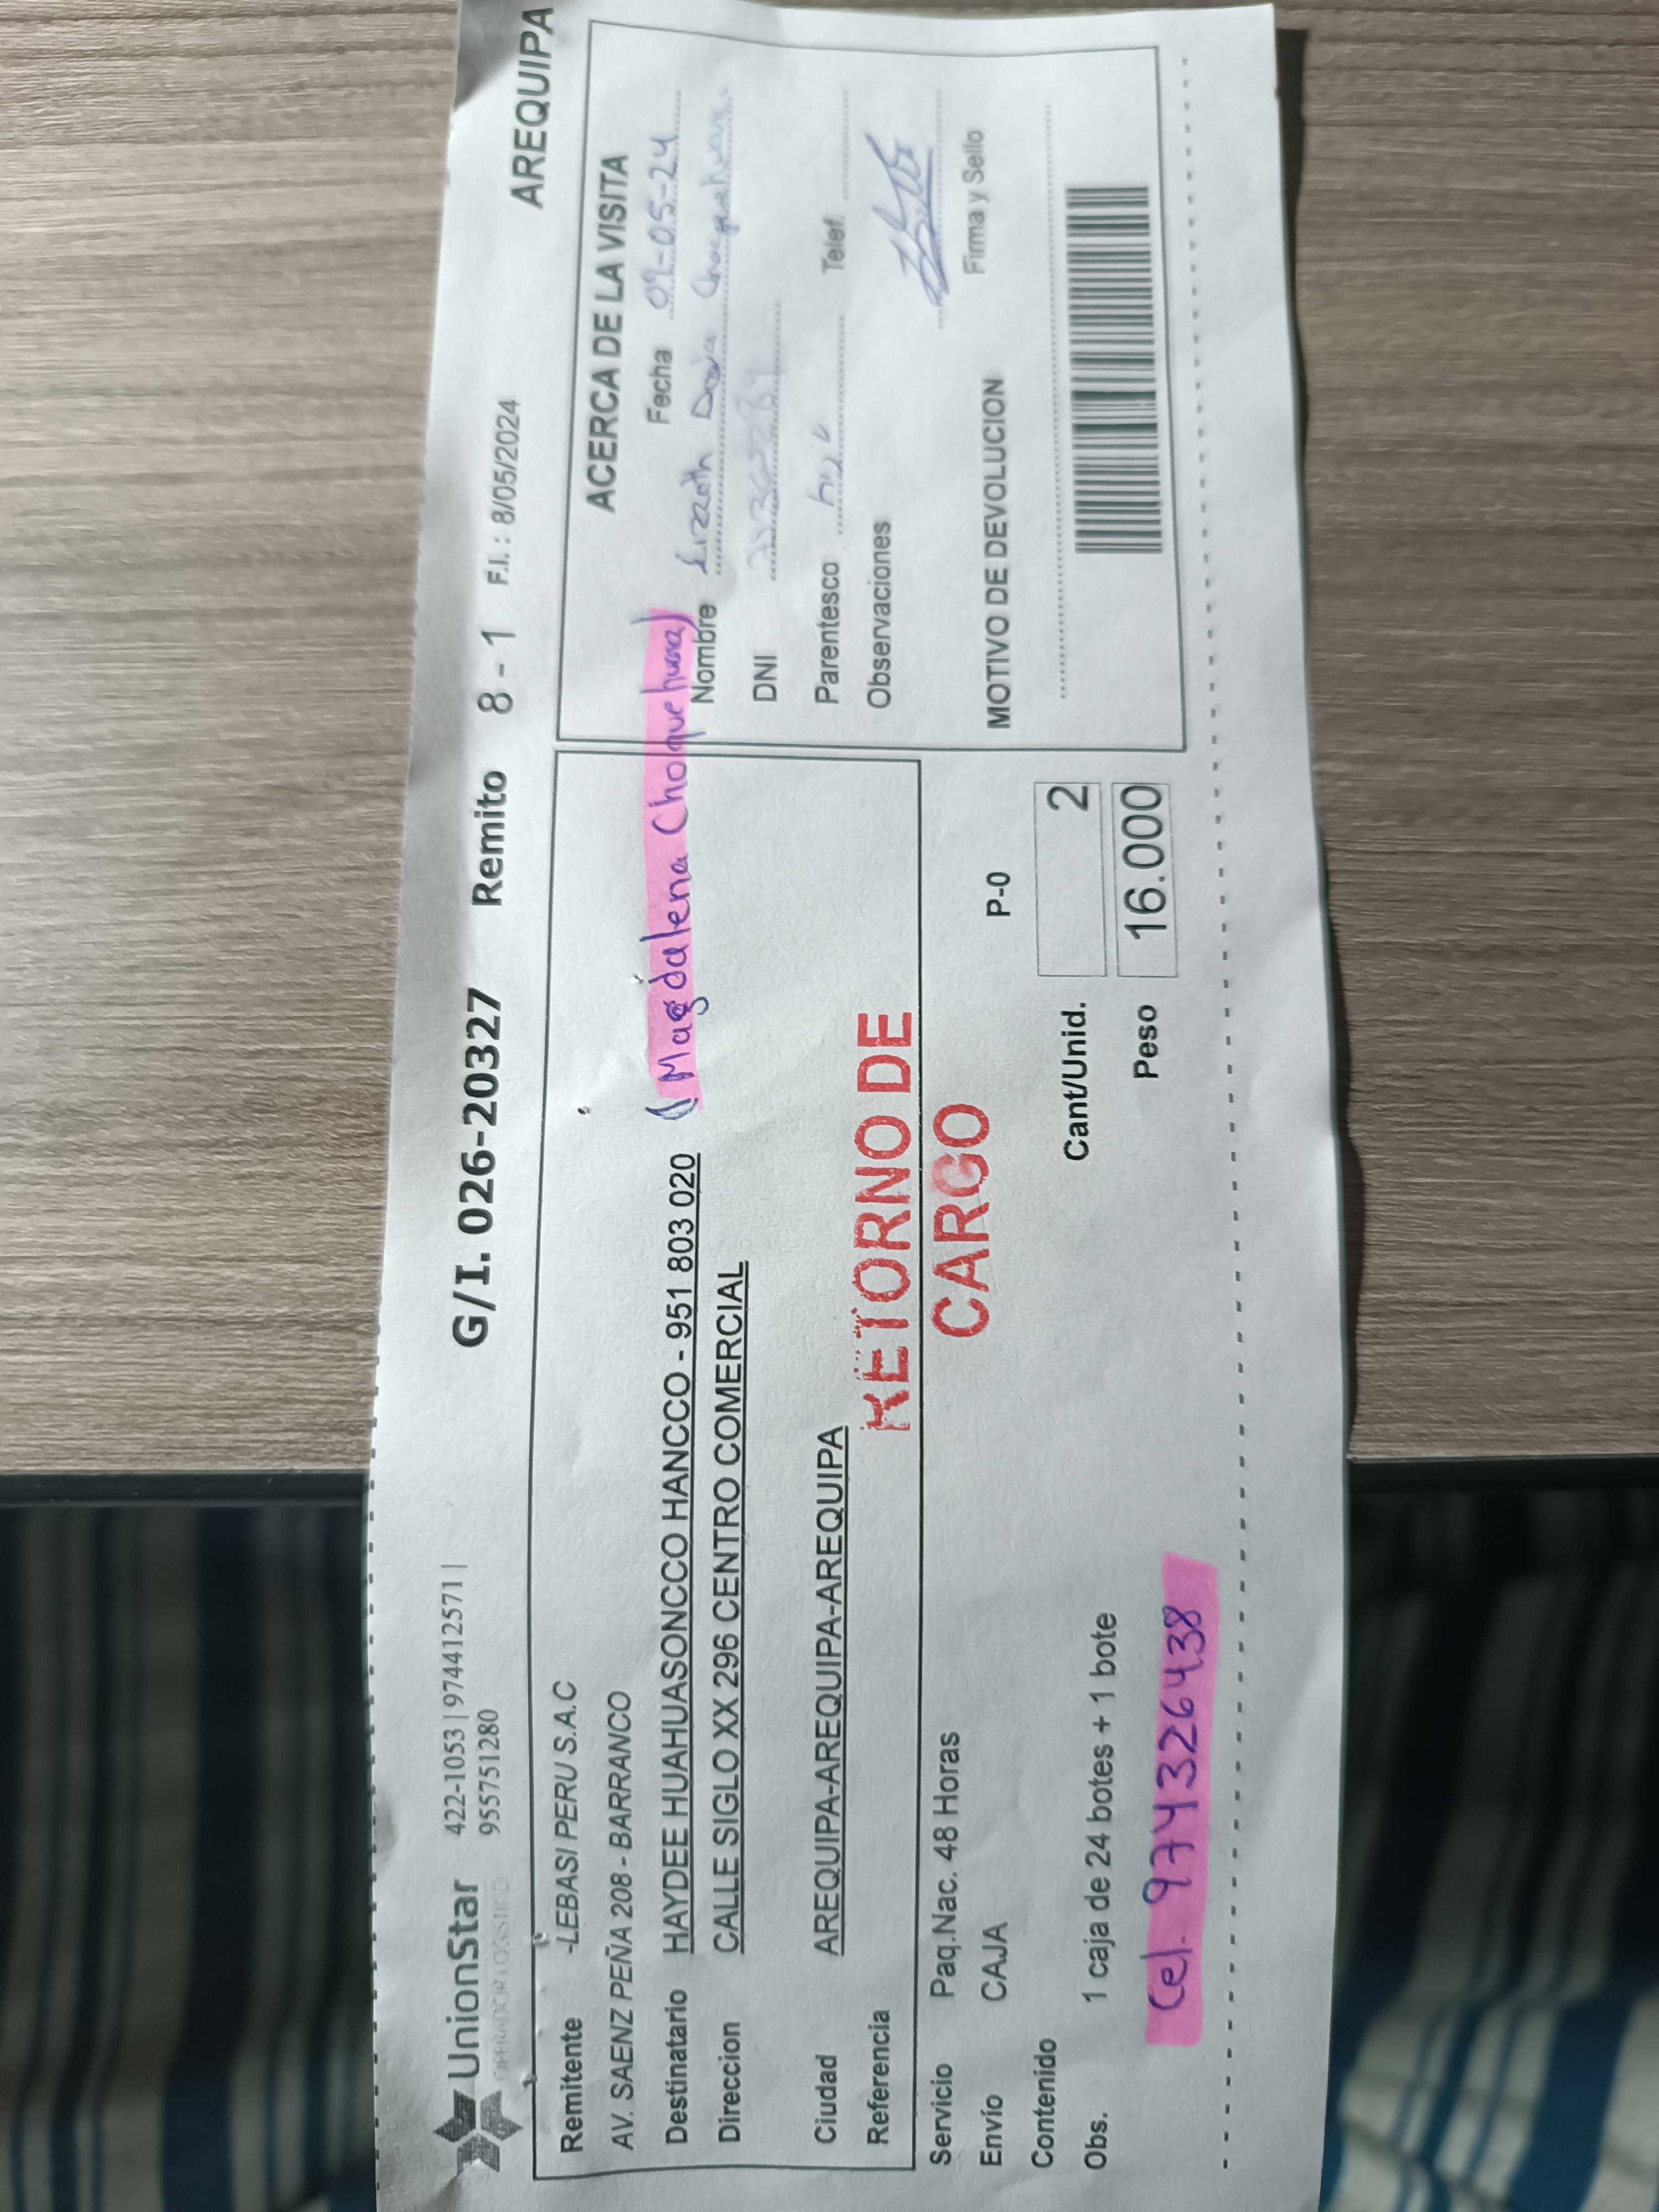 UnionStar 422-1053 | 974412571 |
OPERADOR LOGISTICO 955751280
G/I. 026-20327 Remito 8 - 1 F.I. : 8/05/2024 AREQUIPA
Remitente -LEBASI PERU S.A.C
AV. SAENZ PEÑA 208 - BARRANCO
Destinatario HAYDEE HUAHUASONCCO HANCCO - 951 803 020 (Magdalena Choquehuna)
Direccion CALLE SIGLO XX 296 CENTRO COMERCIAL
Ciudad AREQUIPA-AREQUIPA-AREQUIPA
Referencia
RETORNO DE
CARGO
Servicio Paq.Nac. 48 Horas
Envío CAJA P-0
Contenido
Obs. 1 caja de 24 botes + 1 bote
Cant/Unid. 2
Peso 16.000
Cel. 974326438
ACERCA DE LA VISITA
Fecha 09-05-24
Nombre Lizzeth
DNI
Parentesco Telef.
Observaciones
Firma y Sello
MOTIVO DE DEVOLUCION